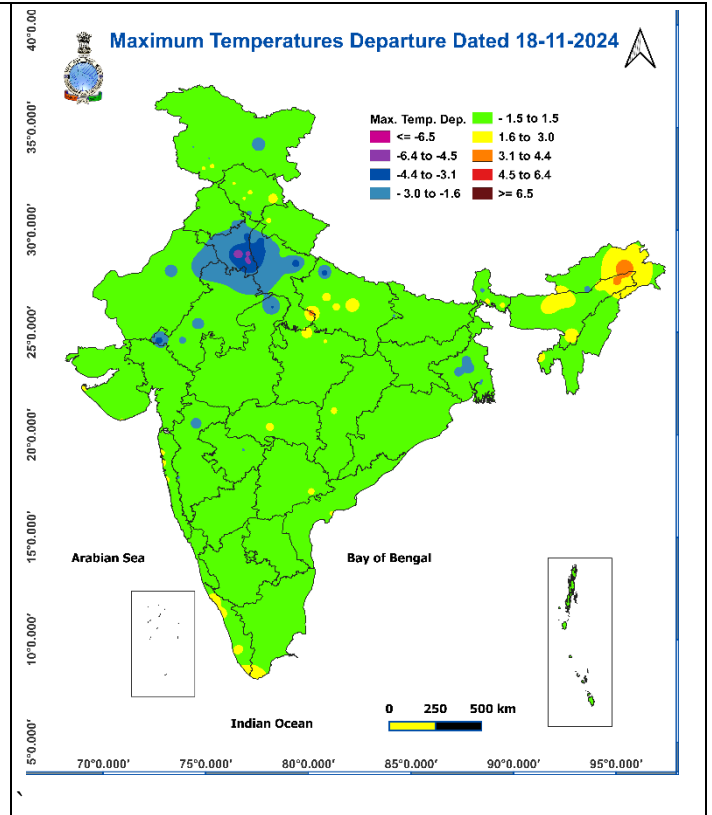 Maximum Temperatures Departure Dated 18-11-2024
Max. Temp. Dep.
<= -6.5
-6.4 to -4.5
-4.4 to -3.1
- 3.0 to -1.6
- 1.5 to 1.5
1.6 to 3.0
3.1 to 4.4
4.5 to 6.4
>= 6.5
40°0.000'
35°0.000'
30°0.000'
25°0.000'
20°0.000'
15°0.000'
10°0.000'
5°0.000'
Arabian Sea
Bay of Bengal
Indian Ocean
0 250 500 km
70°0.000' 75°0.000' 80°0.000' 85°0.000' 90°0.000' 95°0.000'
`